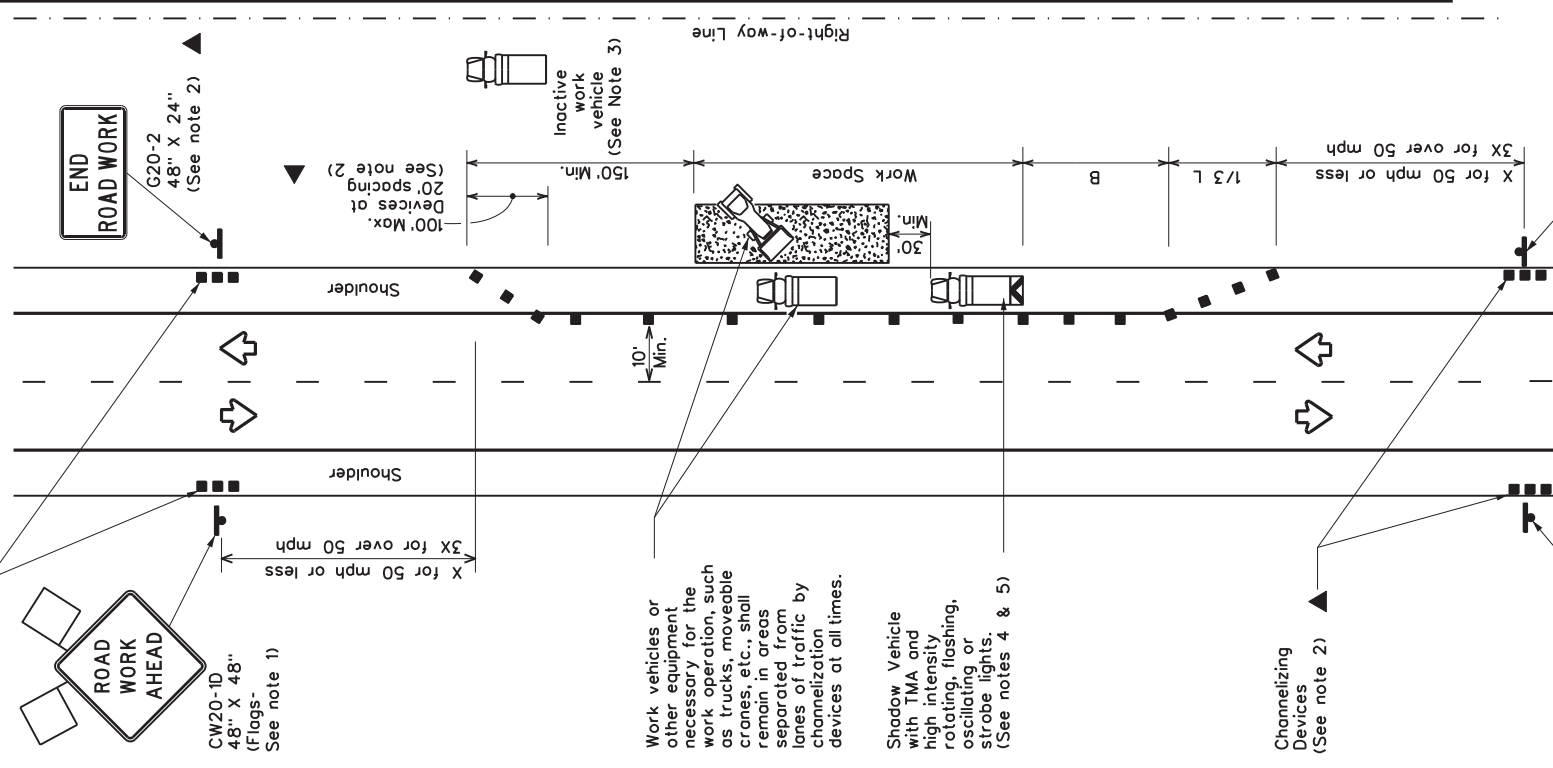 Right-of-way Line
END
ROAD WORK
G20-2
48" X 24"
(See note 2)
Inactive
work
vehicle
(See Note 3)
100' Max.
Devices at
20' spacing
(See note 2)
150' Min.
Work Space
B
1/3 L
X for 50 mph or less
3X for over 50 mph
30'
Min.
Shoulder
10'
Min.
Shoulder
X for 50 mph or less
3X for over 50 mph
ROAD
WORK
AHEAD
CW20-1D
48" X 48"
(Flags-
See note 1)
Work vehicles or
other equipment
necessary for the
work operation, such
as trucks, moveable
cranes, etc., shall
remain in areas
separated from
lanes of traffic by
channelization
devices at all times.
Shadow Vehicle
with TMA and
high intensity
rotating, flashing,
oscillating or
strobe lights.
(See notes 4 & 5)
Channelizing
Devices
(See note 2)